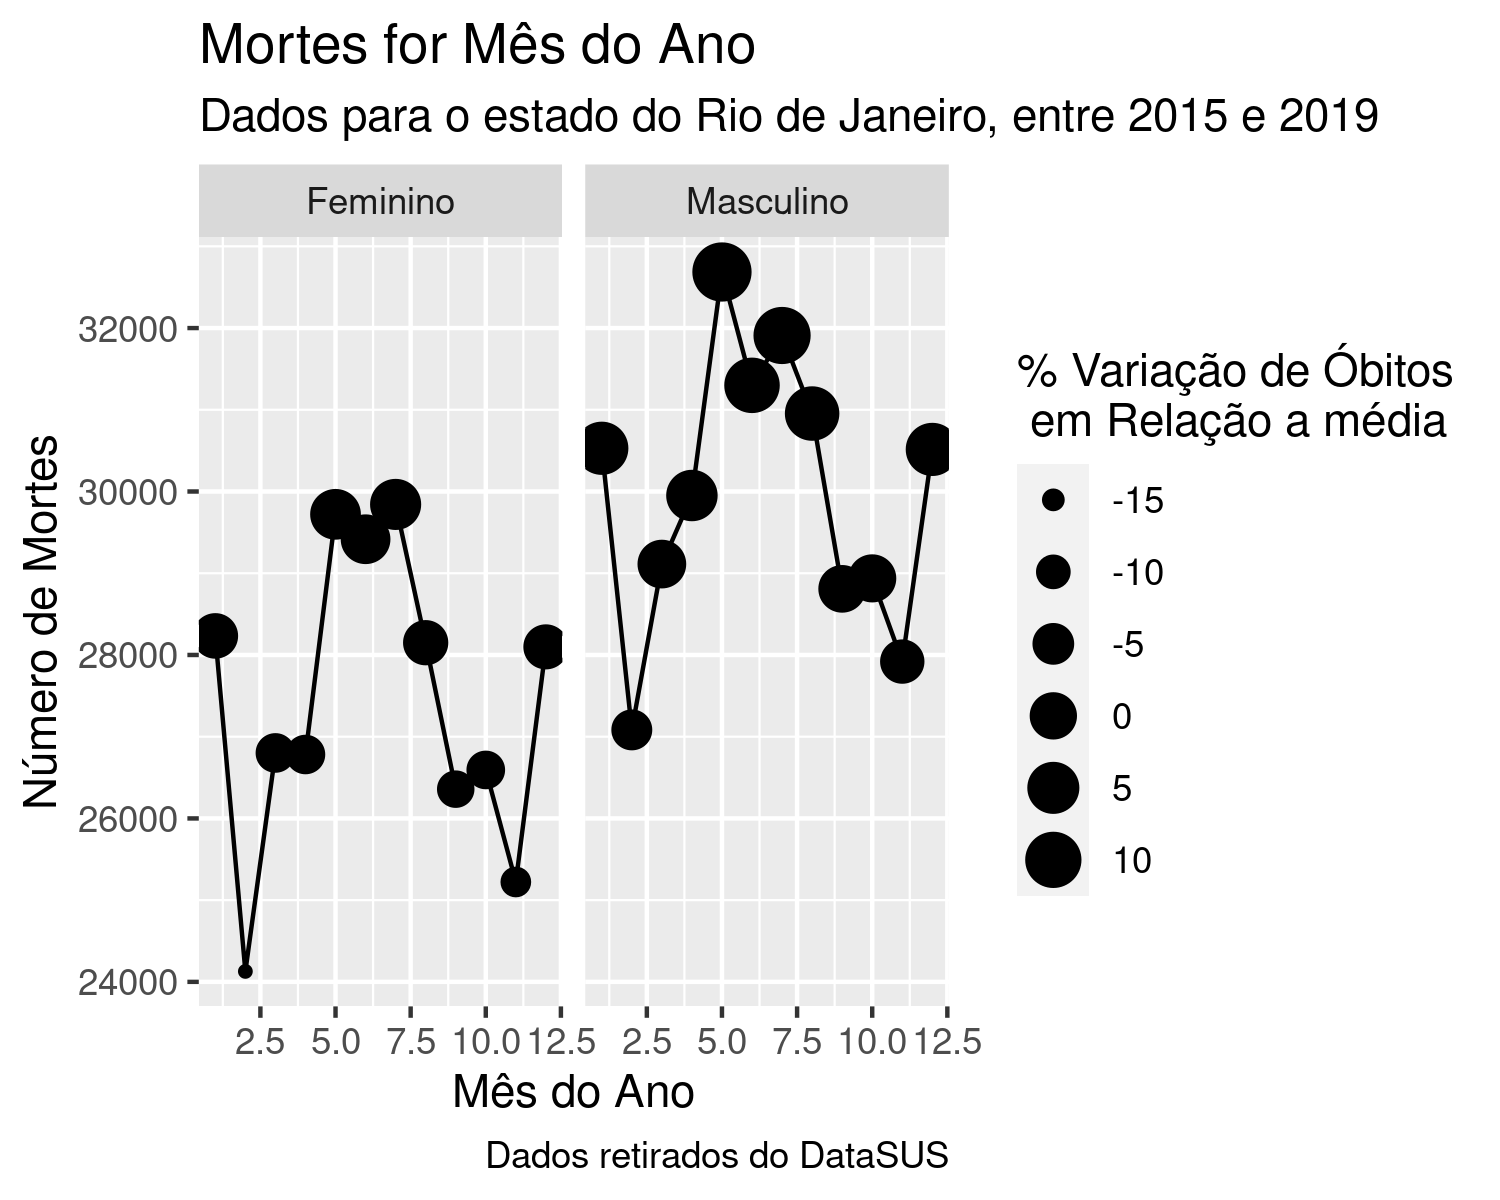 Mortes for Mês do Ano
Dados para o estado do Rio de Janeiro, entre 2015 e 2019
Feminino
Masculino
Número de Mortes
32000
30000
28000
26000
24000
2.5 5.0 7.5 10.0 12.5
2.5 5.0 7.5 10.0 12.5
Mês do Ano
% Variação de Óbitos
em Relação a média
-15
-10
-5
0
5
10
Dados retirados do DataSUS